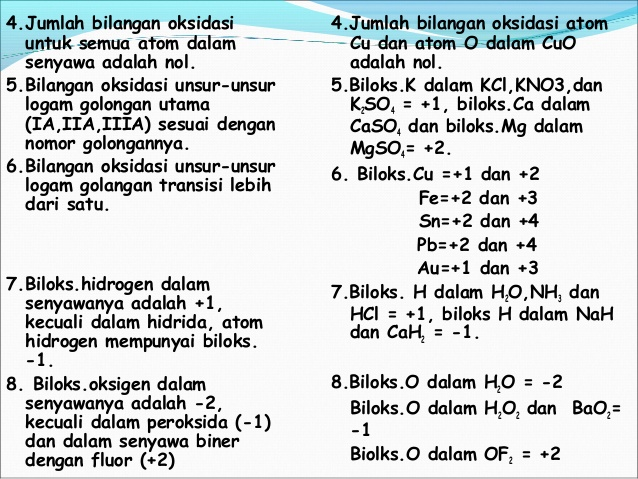 4.Jumlah bilangan oksidasi
untuk semua atom dalam
senyawa adalah nol.
5.Bilangan oksidasi unsur-unsur
logam golongan utama
(IA,IIA,IIIA) sesuai dengan
nomor golongannya.
6.Bilangan oksidasi unsur-unsur
logam golangan transisi lebih
dari satu.
7.Biloks.hidrogen dalam
senyawanya adalah +1,
kecuali dalam hidrida, atom
hidrogen mempunyai biloks.
-1.
8. Biloks.oksigen dalam
senyawanya adalah -2,
kecuali dalam peroksida (-1)
dan dalam senyawa biner
dengan fluor (+2)
4.Jumlah bilangan oksidasi atom
Cu dan atom O dalam CuO
adalah nol.
5.Biloks.K dalam KCl,KNO3,dan
K₂SO₄ = +1, biloks.Ca dalam
CaSO₄ dan biloks.Mg dalam
MgSO₄= +2.
6. Biloks.Cu =+1 dan +2
Fe=+2 dan +3
Sn=+2 dan +4
Pb=+2 dan +4
Au=+1 dan +3
7.Biloks. H dalam H₂O,NH₃ dan
HCl = +1, biloks H dalam NaH
dan CaH₂ = -1.
8.Biloks.O dalam H₂O = -2
Biloks.O dalam H₂O₂ dan BaO₂=
-1
Biolks.O dalam OF₂ = +2